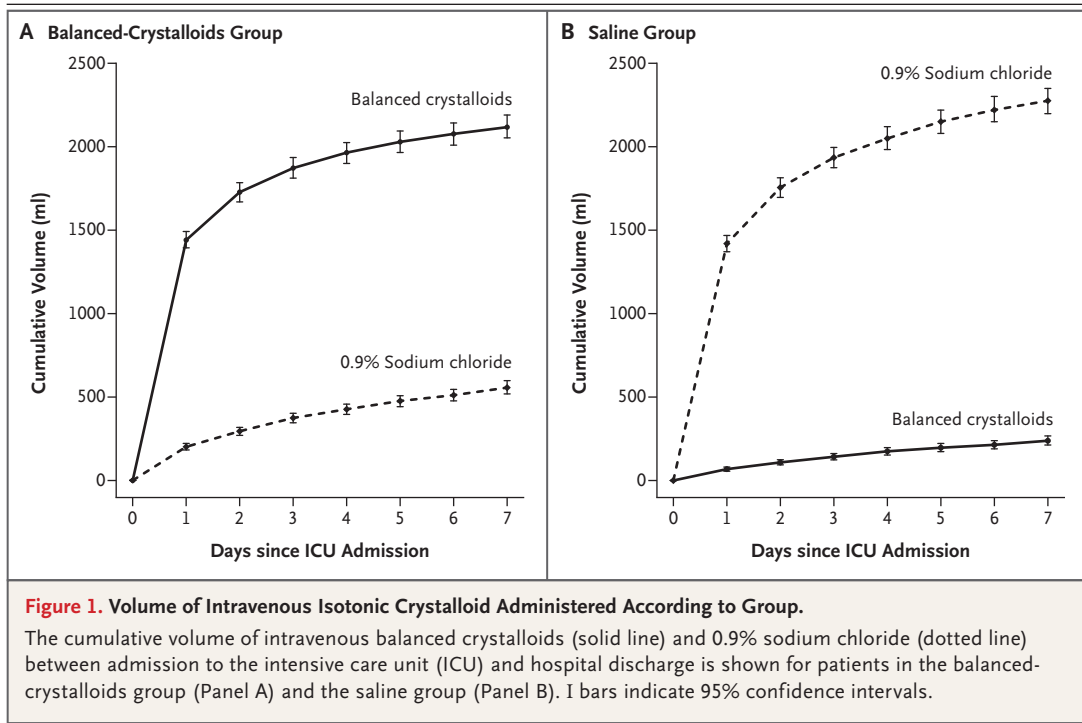 A Balanced-Crystalloids Group
2500
2000
1500
1000
500
0
Cumulative Volume (ml)
Balanced crystalloids
0.9% Sodium chloride
0 1 2 3 4 5 6 7
Days since ICU Admission
B Saline Group
2500
2000
1500
1000
500
0
Cumulative Volume (ml)
0.9% Sodium chloride
Balanced crystalloids
0 1 2 3 4 5 6 7
Days since ICU Admission
Figure 1. Volume of Intravenous Isotonic Crystalloid Administered According to Group.
The cumulative volume of intravenous balanced crystalloids (solid line) and 0.9% sodium chloride (dotted line)
between admission to the intensive care unit (ICU) and hospital discharge is shown for patients in the balanced-
crystalloids group (Panel A) and the saline group (Panel B). I bars indicate 95% confidence intervals.